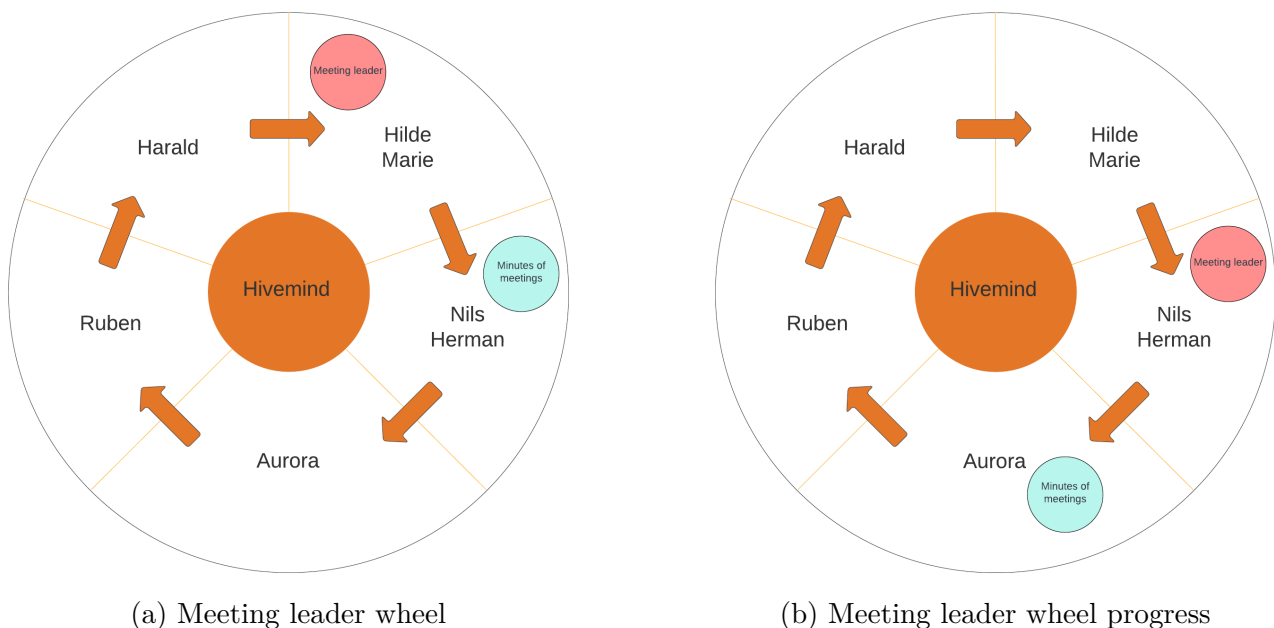 Meeting leader
Harald
Hilde
Marie
Minutes of
meetings
Hivemind
Nils
Herman
Ruben
Aurora
(a) Meeting leader wheel
Harald
Hilde
Marie
Meeting leader
Hivemind
Nils
Herman
Ruben
Aurora
Minutes of
meetings
(b) Meeting leader wheel progress